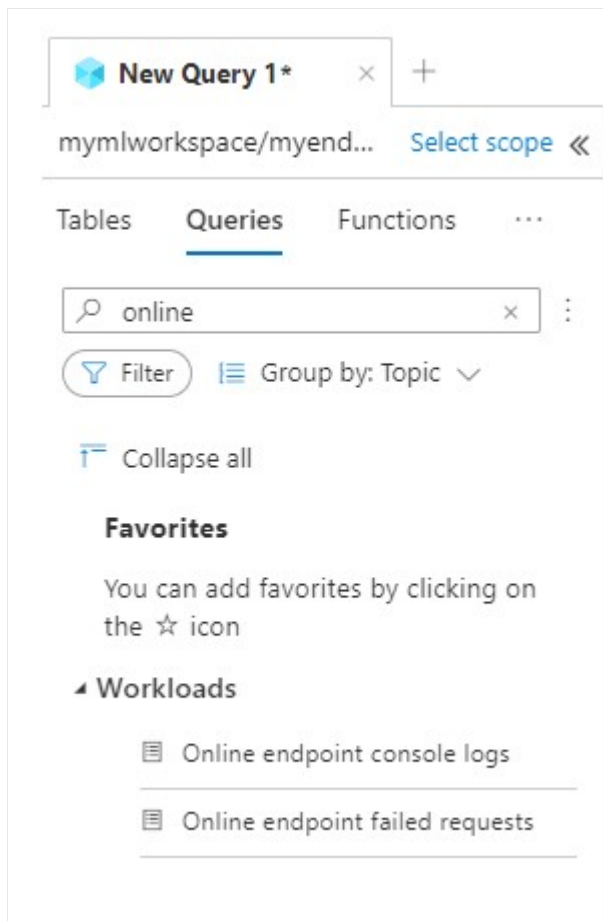 New Query 1*
mymlworkspace/myend... Select scope
Tables Queries Functions ...
online
Filter Group by: Topic
Collapse all
Favorites
You can add favorites by clicking on
the ☆ icon
Workloads
Online endpoint console logs
Online endpoint failed requests